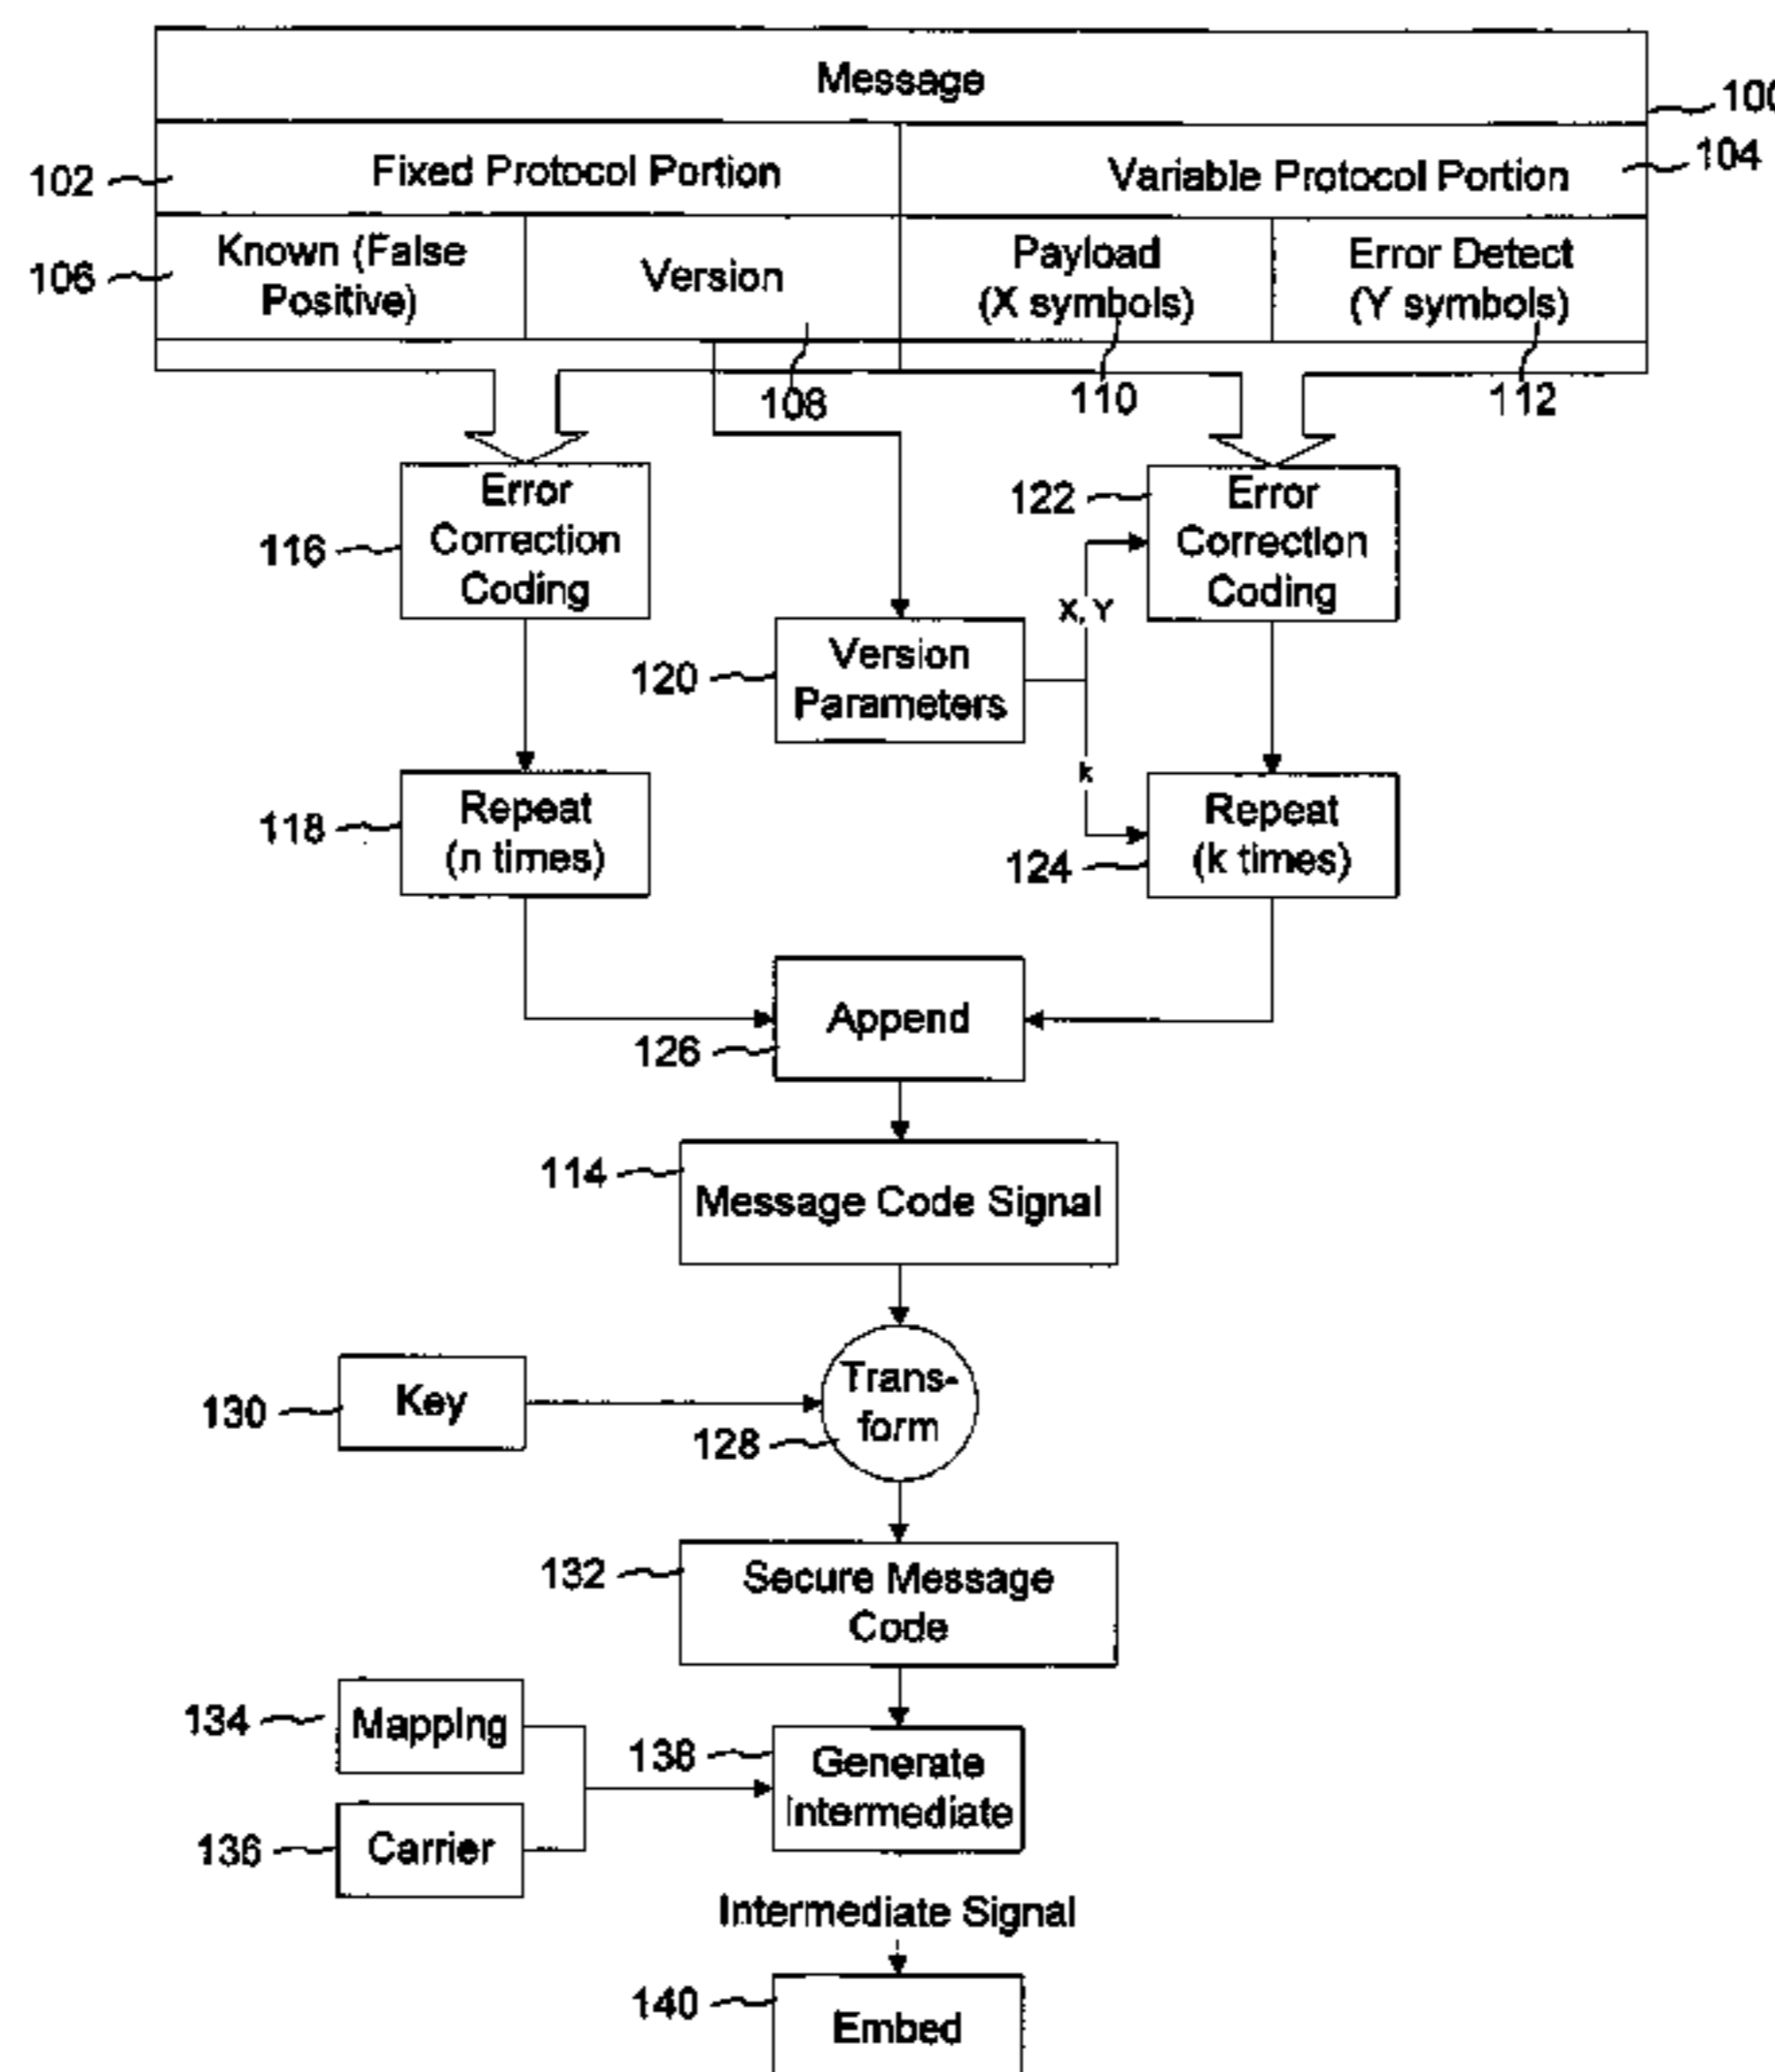 Message
100
102
Fixed Protocol Portion
Variable Protocol Portion
104
106
Known (False
Positive)
Version
Payload
(X symbols)
Error Detect
(Y symbols)
108
110
112
116
Error
Correction
Coding
122
Error
Correction
Coding
X, Y
120
Version
Parameters
k
118
Repeat
(n times)
124
Repeat
(k times)
Append
126
114
Message Code Signal
130
Key
Trans-
form
128
132
Secure Message
Code
134
Mapping
138
Generate
Intermediate
136
Carrier
Intermediate Signal
140
Embed